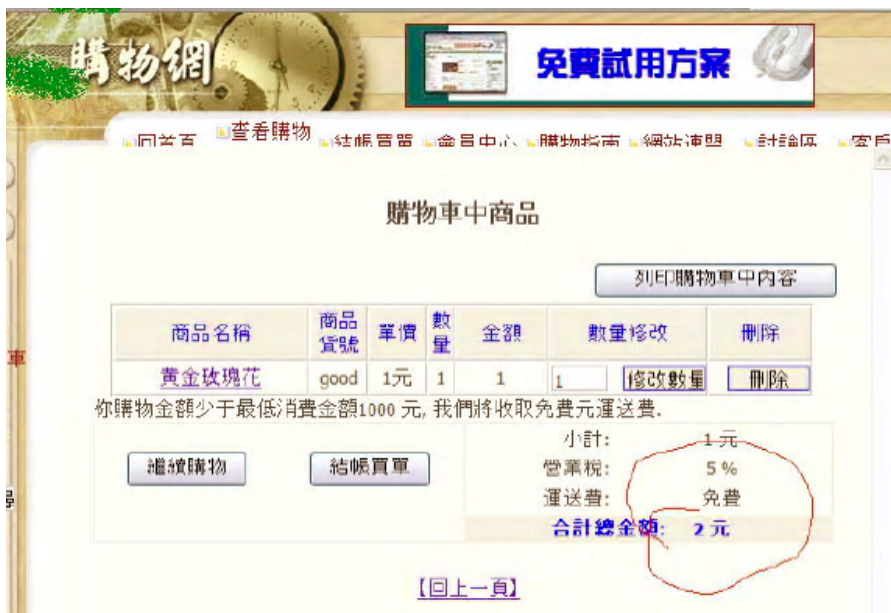 購物網
免費試用方案
回首頁 查看購物 結帳買單 會員中心 購物指南 網站連盟 討論區 客戶
購物車中商品
列印購物車中內容
商品名稱 商品貨號 單價 數量 金額 數量修改 刪除
黃金玫瑰花 good 1元 1 1 1 修改數量 刪除
你購物金額少于最低消費金額1000 元, 我們將收取免費元運送費.
小計: 1 元
繼續購物 結帳買單 營業稅: 5 %
運送費: 免費
合計總金額: 2 元
【回上一頁】
車